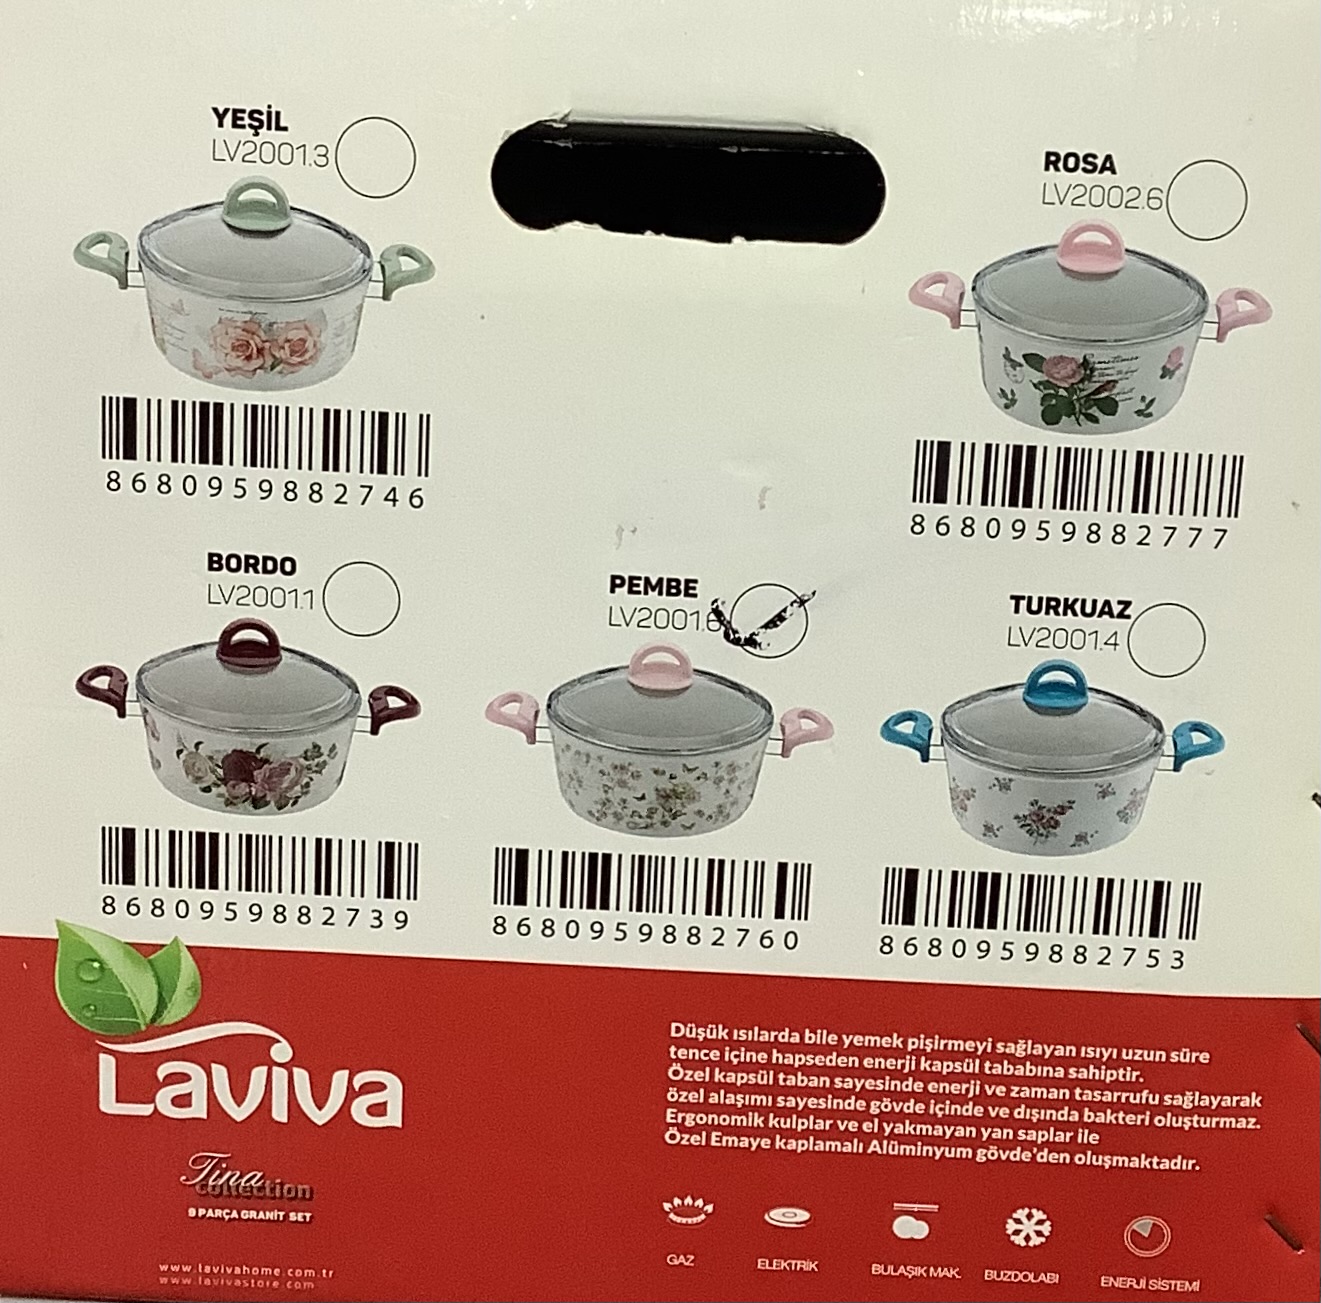 YEŞİL
LV2001.3
ROSA
LV2002.6
8680959882746
8680959882777
BORDO
LV2001.1
PEMBE
LV2001.6
TURKUAZ
LV2001.4
8680959882739
8680959882760
8680959882753
Laviva
Tina
collection
9 PARÇA GRANİT SET
www.lavivahome.com.tr
www.lavivastore.com
Düşük ısılarda bile yemek pişirmeyi sağlayan ısıyı uzun süre
tence içine hapseden enerji kapsül tababına sahiptir.
Özel kapsül taban sayesinde enerji ve zaman tasarrufu sağlayarak
özel alaşımı sayesinde gövde içinde ve dışında bakteri oluşturmaz.
Ergonomik kulplar ve el yakmayan yan saplar ile
Özel Emaye kaplamalı Alüminyum gövde'den oluşmaktadır.
GAZ
ELEKTRİK
BULAŞIK MAK.
BUZDOLABI
ENERJİ SİSTEMİ